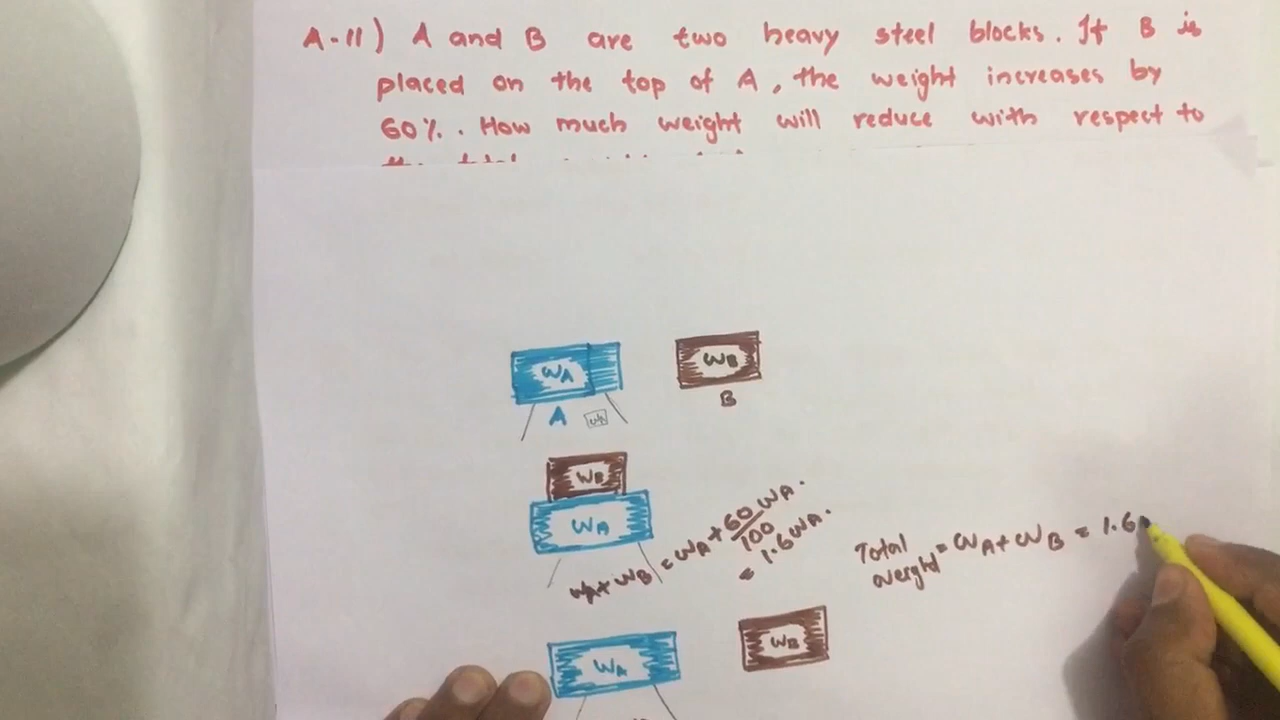 A-11) A and B are two heavy steel blocks. If B is
placed on the top of A, the weight increases by
60%. How much weight will reduce with respect to
WA
WB
A
WA
B
WB
WA
WA + WB = WA + 60/100 WA.
= 1.6 WA.
Total weight = WA + WB = 1.6
WA
WB